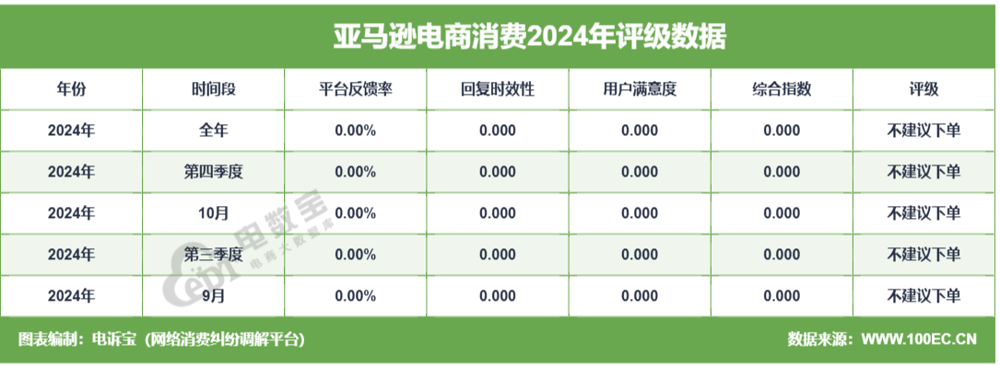 亚马逊电商消费2024年评级数据
年份 时间段 平台反馈率 回复时效性 用户满意度 综合指数 评级
2024年 全年 0.00% 0.000 0.000 0.000 不建议下单
2024年 第四季度 0.00% 0.000 0.000 0.000 不建议下单
2024年 10月 0.00% 0.000 0.000 0.000 不建议下单
2024年 第三季度 0.00% 0.000 0.000 0.000 不建议下单
2024年 9月 0.00% 0.000 0.000 0.000 不建议下单
电数宝
电商大数据库
图表编制：电诉宝（网络消费纠纷调解平台） 数据来源：WWW.100EC.CN